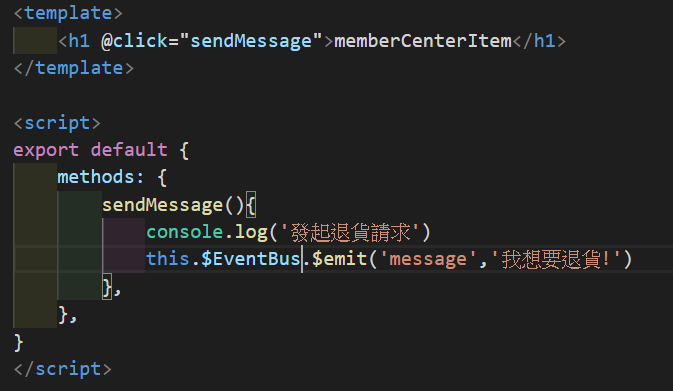 <template>
<h1 @click="sendMessage">memberCenterItem</h1>
</template>
<script>
export default {
methods: {
sendMessage(){
console.log('發起退貨請求')
this.$EventBus.$emit('message','我想要退貨!')
},
},
}
</script>